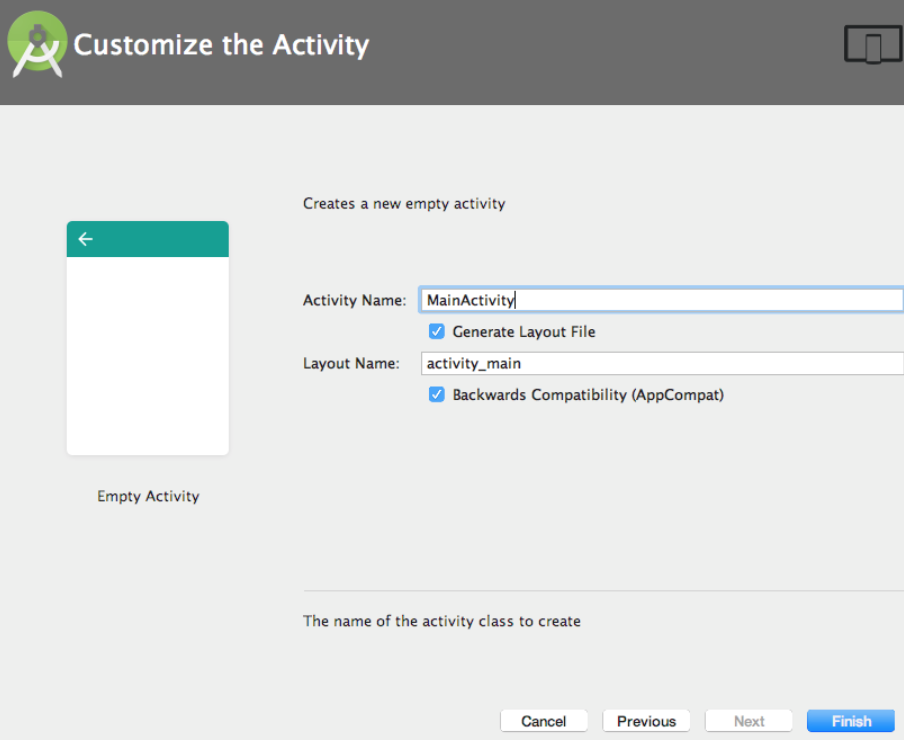 Customize the Activity
Creates a new empty activity
Activity Name: MainActivity
Generate Layout File
Layout Name: activity_main
Backwards Compatibility (AppCompat)
Empty Activity
The name of the activity class to create
Cancel Previous Next Finish